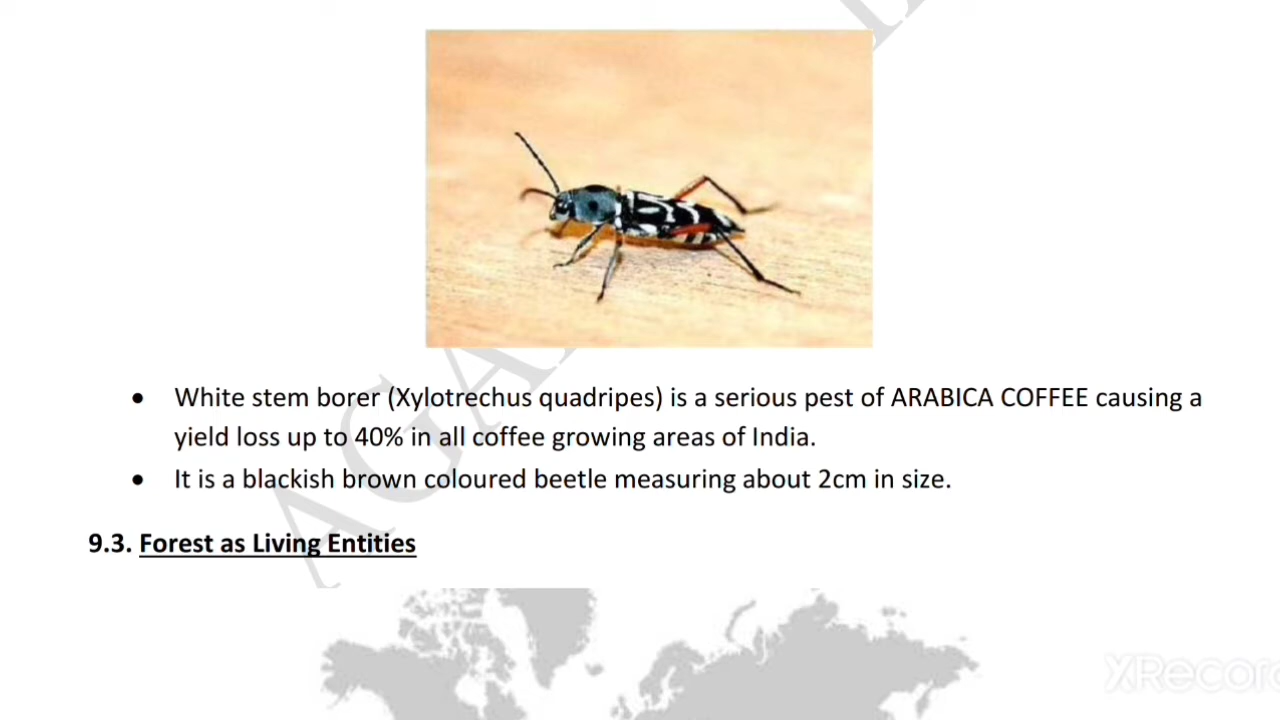 • White stem borer (Xylotrechus quadripes) is a serious pest of ARABICA COFFEE causing a
yield loss up to 40% in all coffee growing areas of India.
• It is a blackish brown coloured beetle measuring about 2cm in size.
9.3. Forest as Living Entities